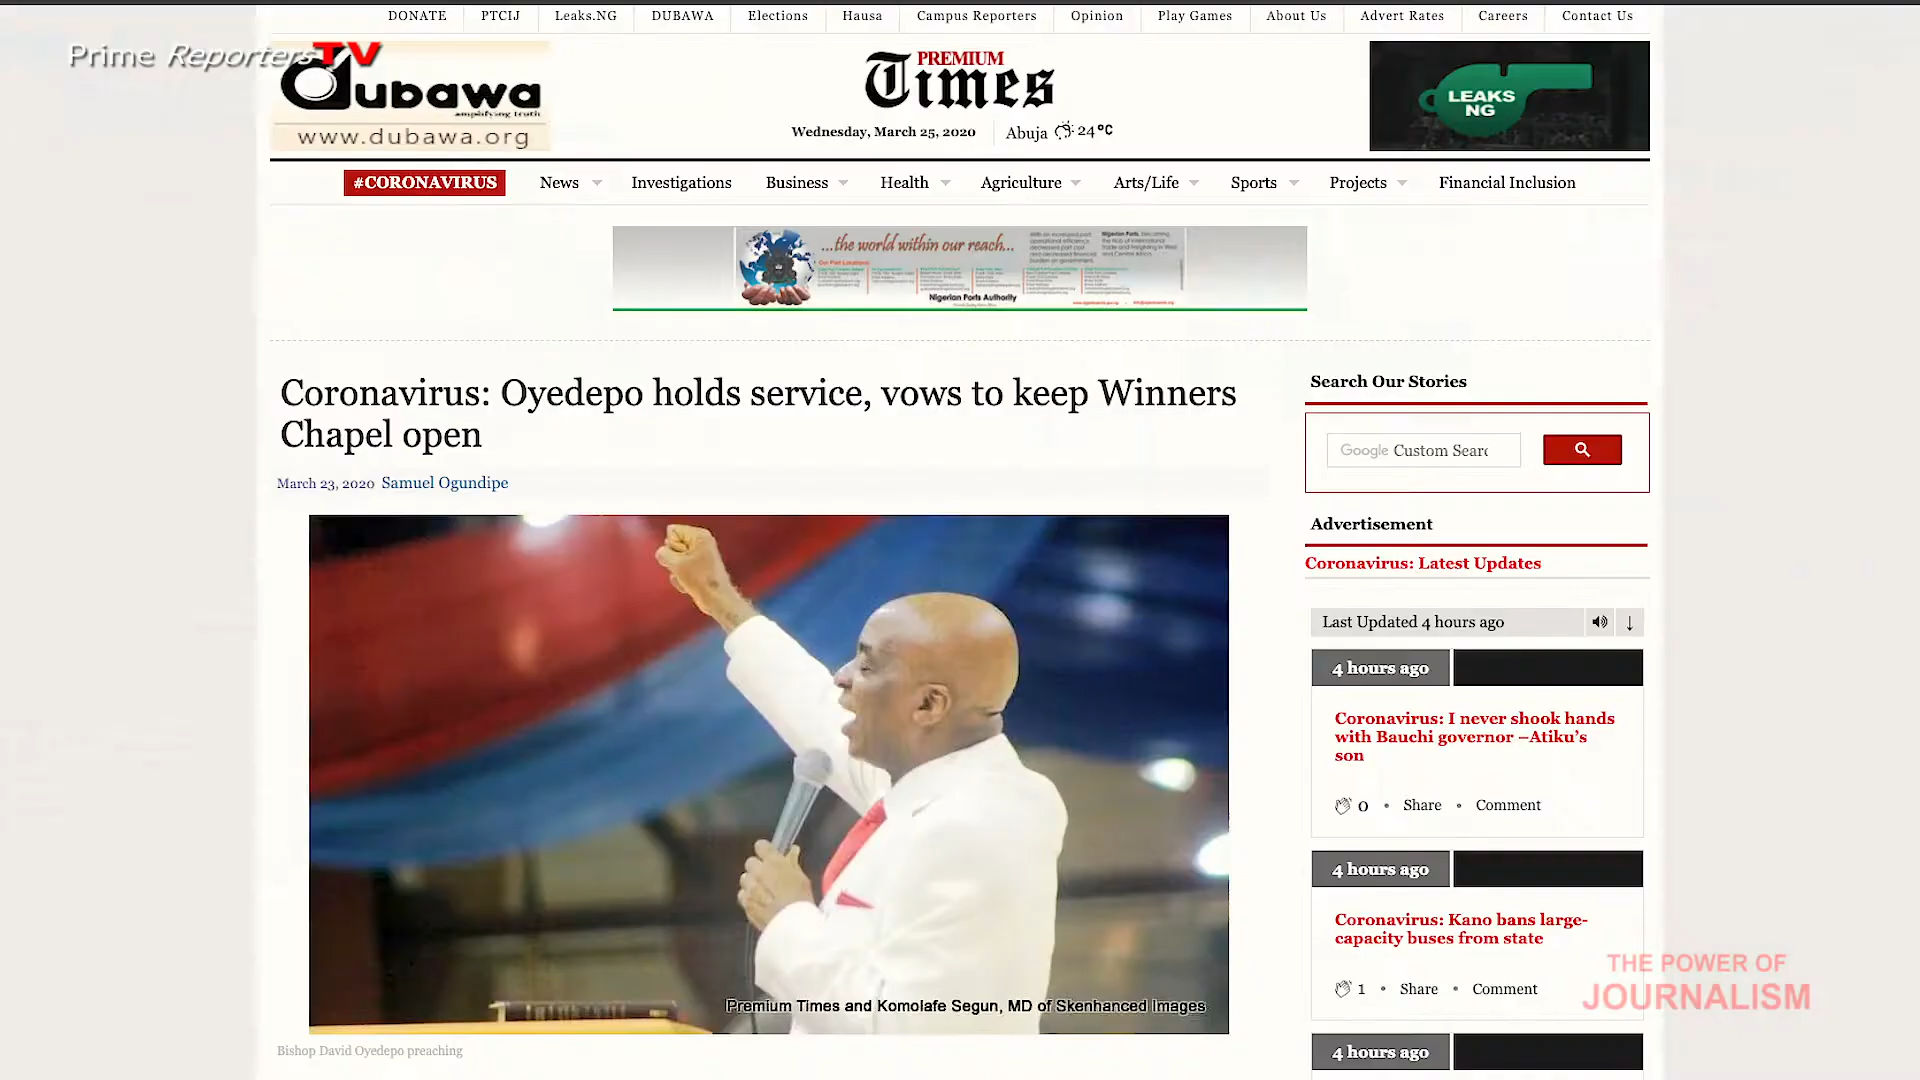 DONATE PTCIJ Leaks.NG DUBAWA Elections Hausa Campus Reporters Opinion Play Games About Us Advert Rates Careers Contact Us
Prime Reporters TV
dubawa
amplifying truth
www.dubawa.org
PREMIUM
Times
Wednesday, March 25, 2020 Abuja 24°C
LEAKS
NG
#CORONAVIRUS News Investigations Business Health Agriculture Arts/Life Sports Projects Financial Inclusion
...the world within our reach...
Our Port Locations:
Nigerian Ports Authority
Coronavirus: Oyedepo holds service, vows to keep Winners
Chapel open
March 23, 2020 Samuel Ogundipe
Premium Times and Komolafe Segun, MD of Skenhanced Images
Bishop David Oyedepo preaching
Search Our Stories
Google Custom Sear
Advertisement
Coronavirus: Latest Updates
Last Updated 4 hours ago ↓
4 hours ago
Coronavirus: I never shook hands
with Bauchi governor –Atiku’s
son
0 • Share • Comment
4 hours ago
Coronavirus: Kano bans large-
capacity buses from state
1 • Share • Comment
4 hours ago
THE POWER OF
JOURNALISM